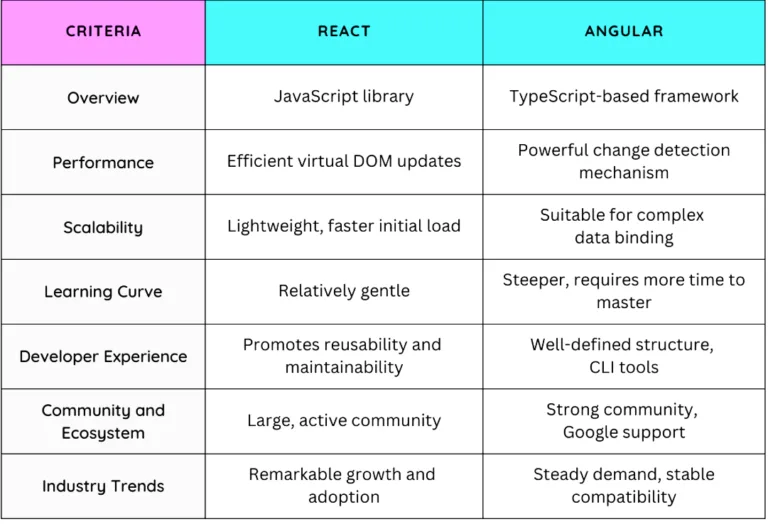 CRITERIA
REACT
ANGULAR
Overview
JavaScript library
TypeScript-based framework
Performance
Efficient virtual DOM updates
Powerful change detection
mechanism
Scalability
Lightweight, faster initial load
Suitable for complex
data binding
Learning Curve
Relatively gentle
Steeper, requires more time to
master
Developer Experience
Promotes reusability and
maintainability
Well-defined structure,
CLI tools
Community and
Ecosystem
Large, active community
Strong community,
Google support
Industry Trends
Remarkable growth and
adoption
Steady demand, stable
compatibility